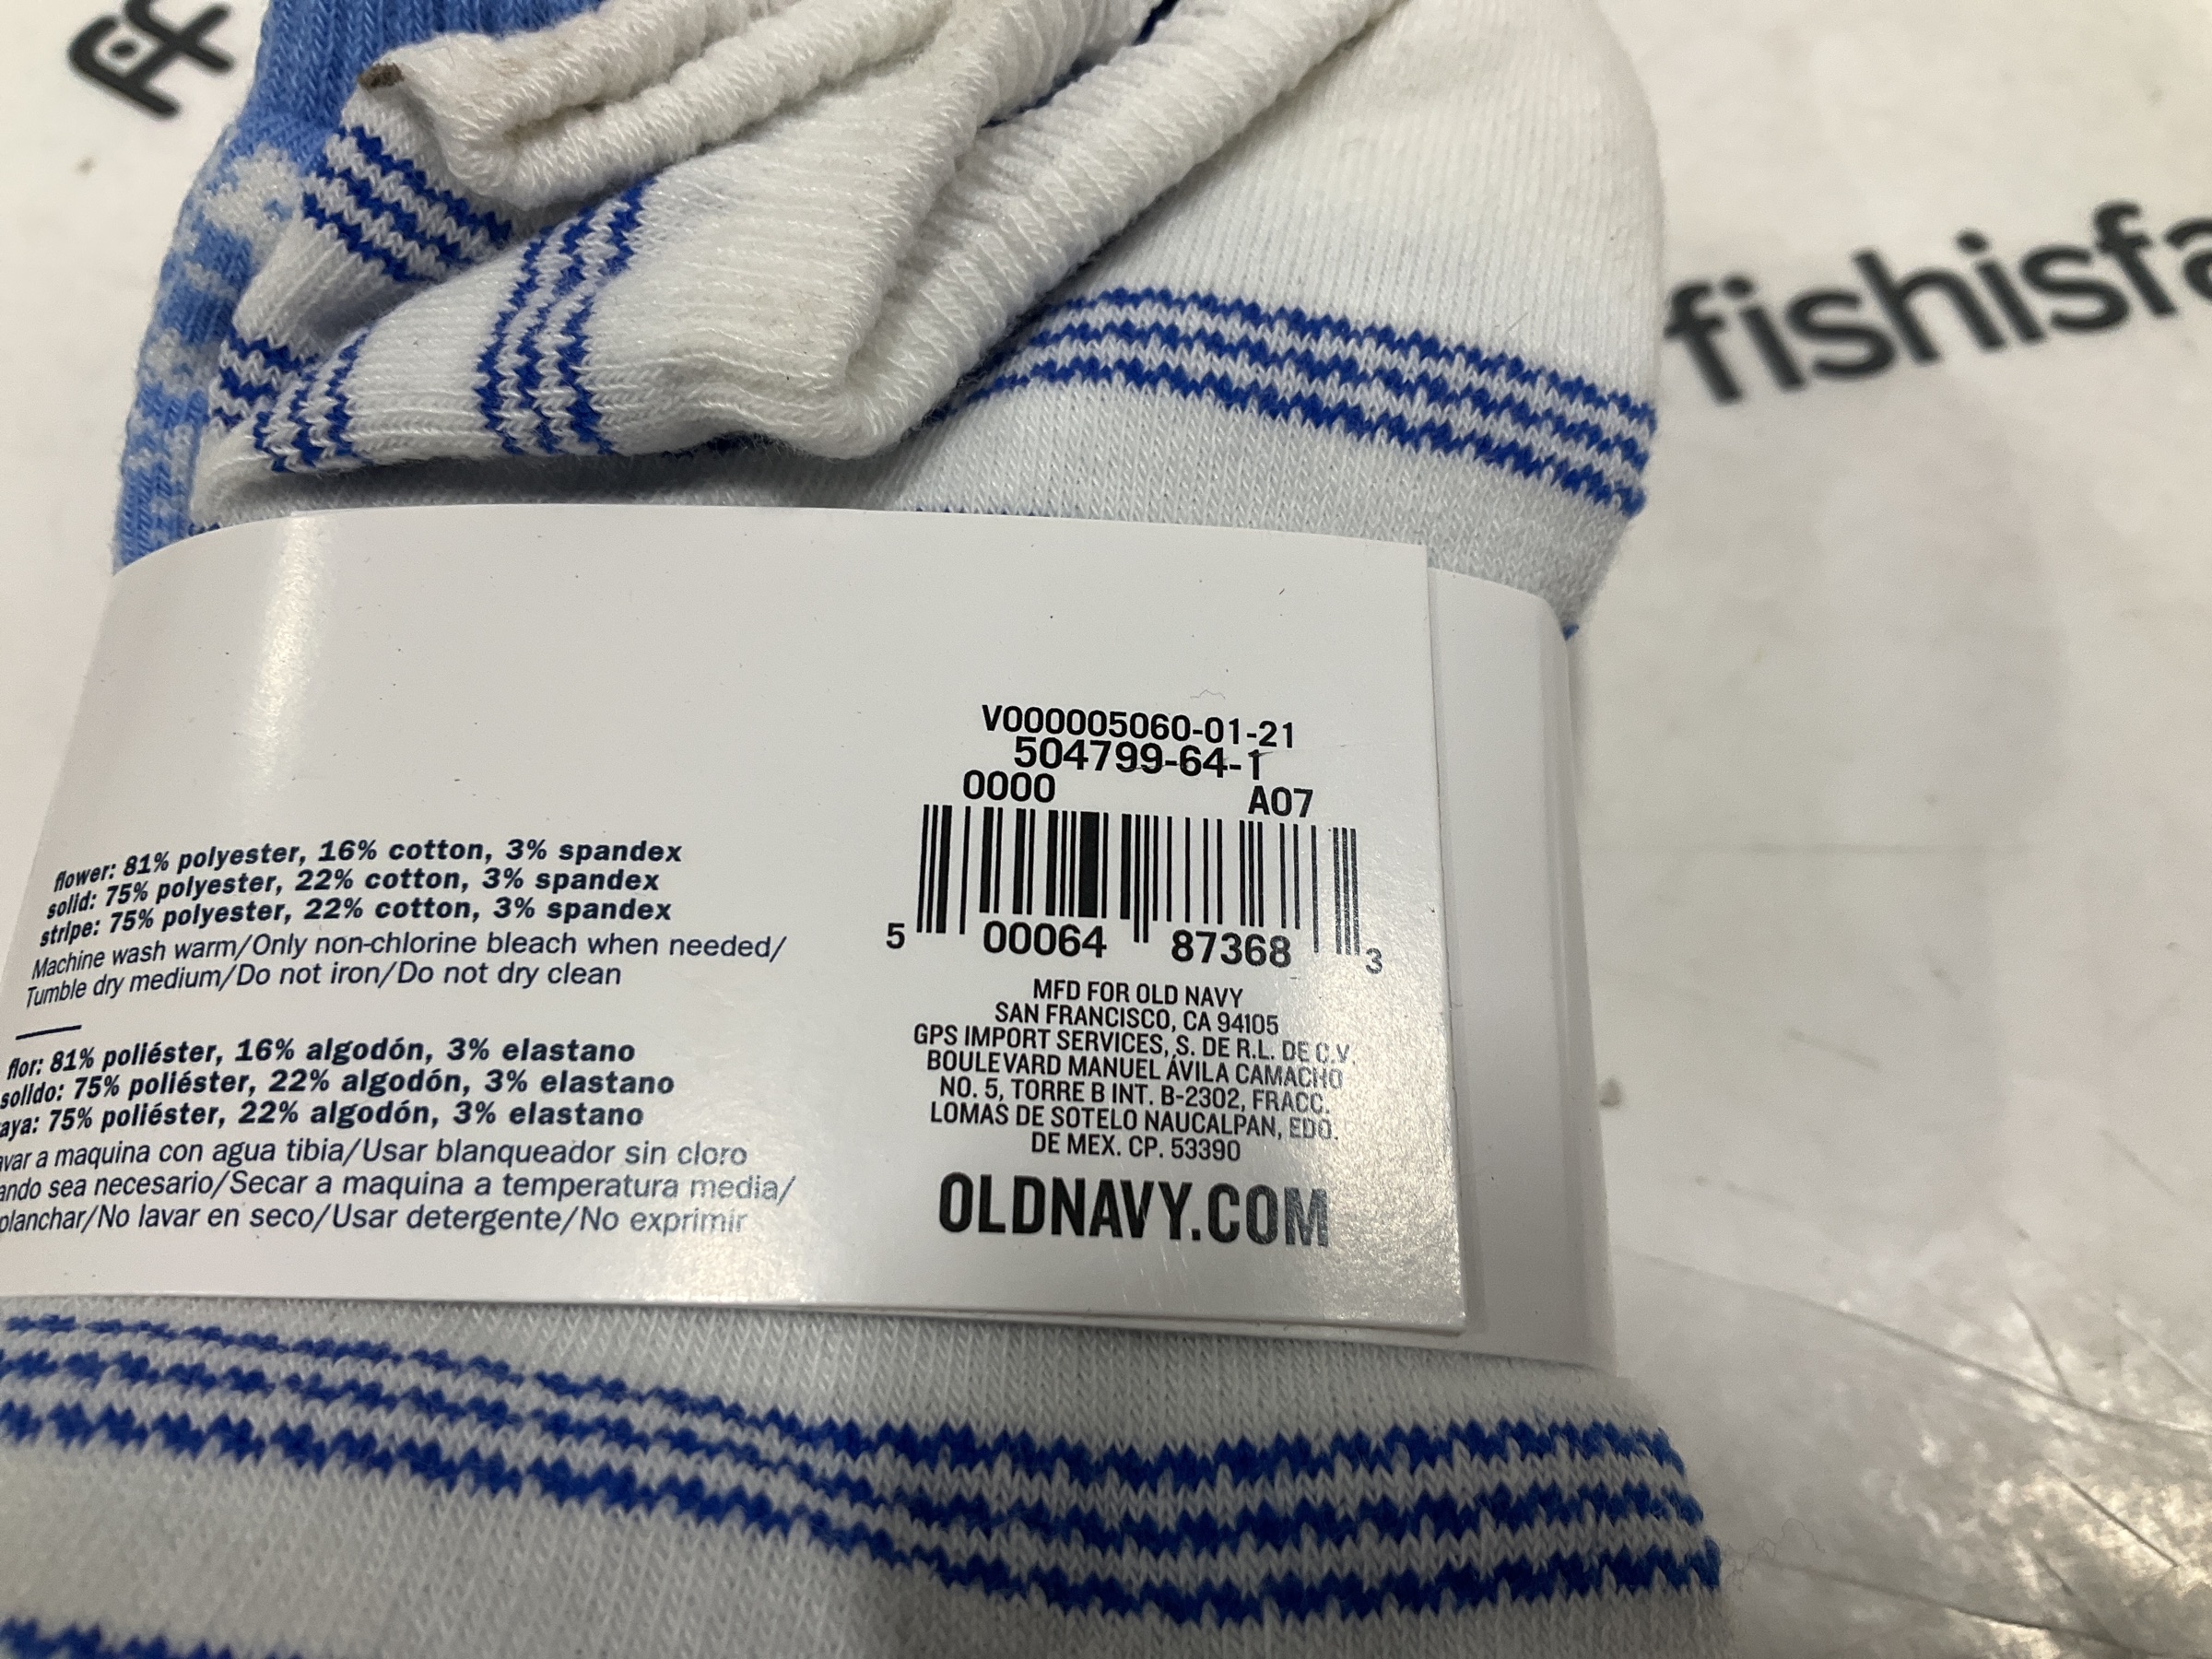 fishisfa
V000005060-01-21
504799-64-1
0000 A07
5 00064 87368 3
flower: 81% polyester, 16% cotton, 3% spandex
solid: 75% polyester, 22% cotton, 3% spandex
stripe: 75% polyester, 22% cotton, 3% spandex
Machine wash warm/Only non-chlorine bleach when needed/
Tumble dry medium/Do not iron/Do not dry clean
flor: 81% poliéster, 16% algodón, 3% elastano
solido: 75% poliéster, 22% algodón, 3% elastano
aya: 75% poliéster, 22% algodón, 3% elastano
avar a maquina con agua tibia/Usar blanqueador sin cloro
ando sea necesario/Secar a maquina a temperatura media/
planchar/No lavar en seco/Usar detergente/No exprimir
MFD FOR OLD NAVY
SAN FRANCISCO, CA 94105
GPS IMPORT SERVICES, S. DE R.L. DE C.V.
BOULEVARD MANUEL ÁVILA CAMACHO
NO. 5, TORRE B INT. B-2302, FRACC.
LOMAS DE SOTELO NAUCALPAN, EDO.
DE MEX. CP. 53390
OLDNAVY.COM